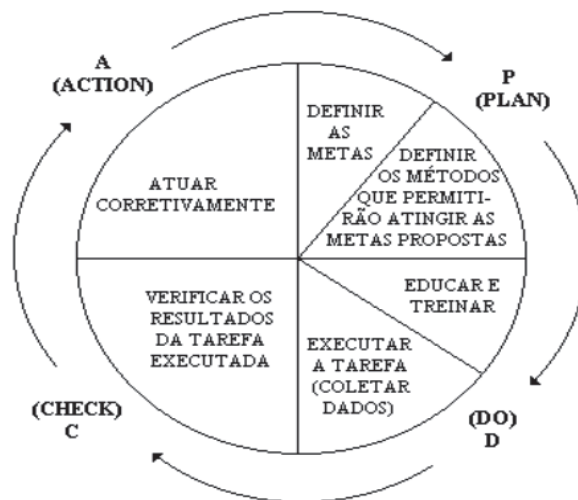 A
(ACTION)
P
(PLAN)
DEFINIR
AS
METAS
DEFINIR
OS MÉTODOS
QUE PERMITI-
RÃO ATINGIR AS
METAS PROPOSTAS
ATUAR
CORRETIVAMENTE
EDUCAR E
TREINAR
VERIFICAR OS
RESULTADOS
DA TAREFA
EXECUTADA
EXECUTAR
A TAREFA
(COLETAR
DADOS)
(CHECK)
C
(DO)
D